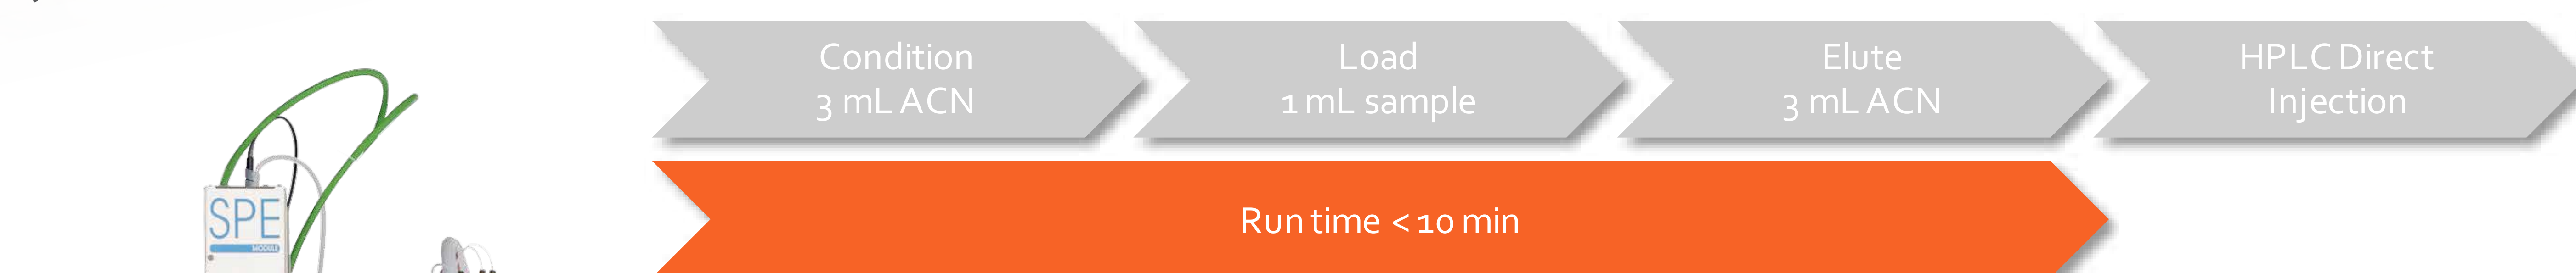 Condition
3 mL ACN
Load
1 mL sample
Elute
3 mL ACN
HPLC Direct
Injection
Run time < 10 min
SPE
MODULE